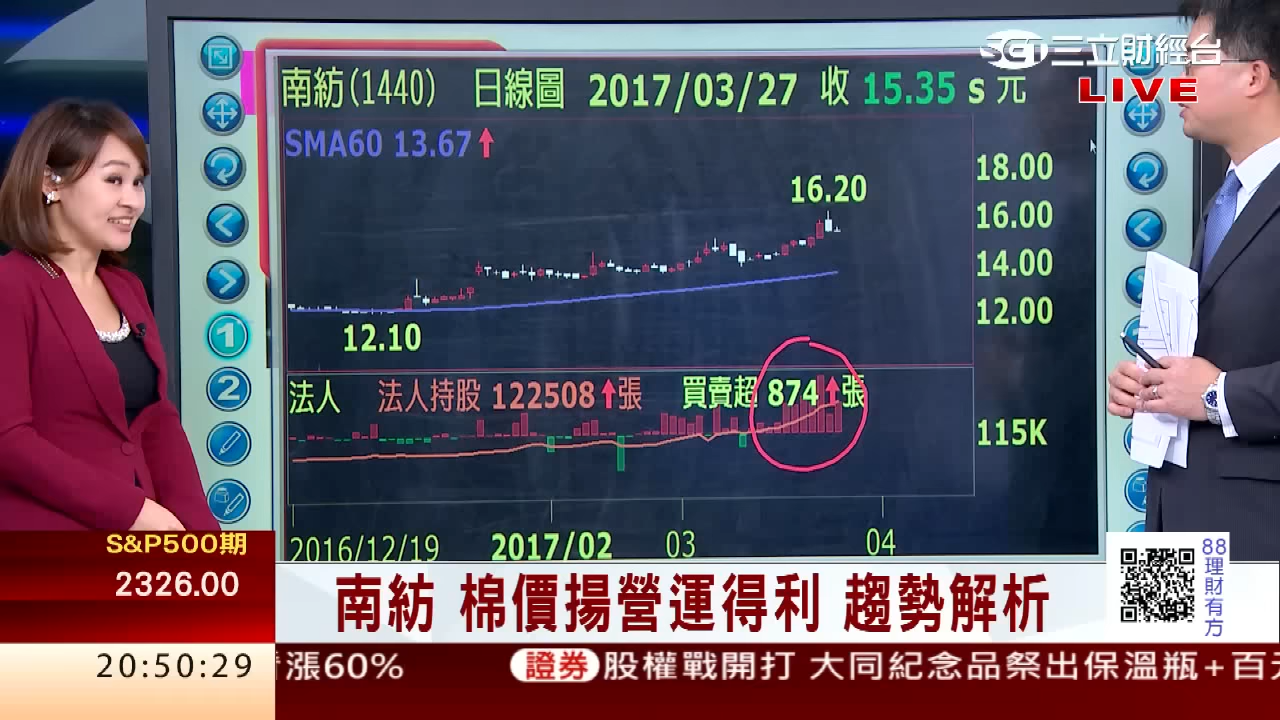 三立財經台
LIVE
南紡(1440) 日線圖 2017/03/27 收 15.35 s 元
SMA60 13.67↑
16.20
18.00
16.00
14.00
12.00
12.10
法人 法人持股 122508↑張 買賣超 874↑張
115K
2016/12/19 2017/02 03 04
1
2
S&P500期
2326.00
南紡 棉價揚營運得利 趨勢解析
88理財有方
20:50:29
漲60% 證券 股權戰開打 大同紀念品祭出保溫瓶+百元